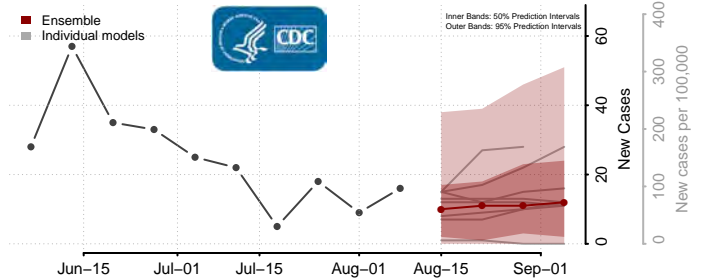 Ensemble
Individual models
CDC
Inner Bands: 50% Prediction Intervals
Outer Bands: 95% Prediction Intervals
0
20
40
60
New Cases
0
100
200
300
400
New cases per 100,000
Jun−15
Jul−01
Jul−15
Aug−01
Aug−15
Sep−01